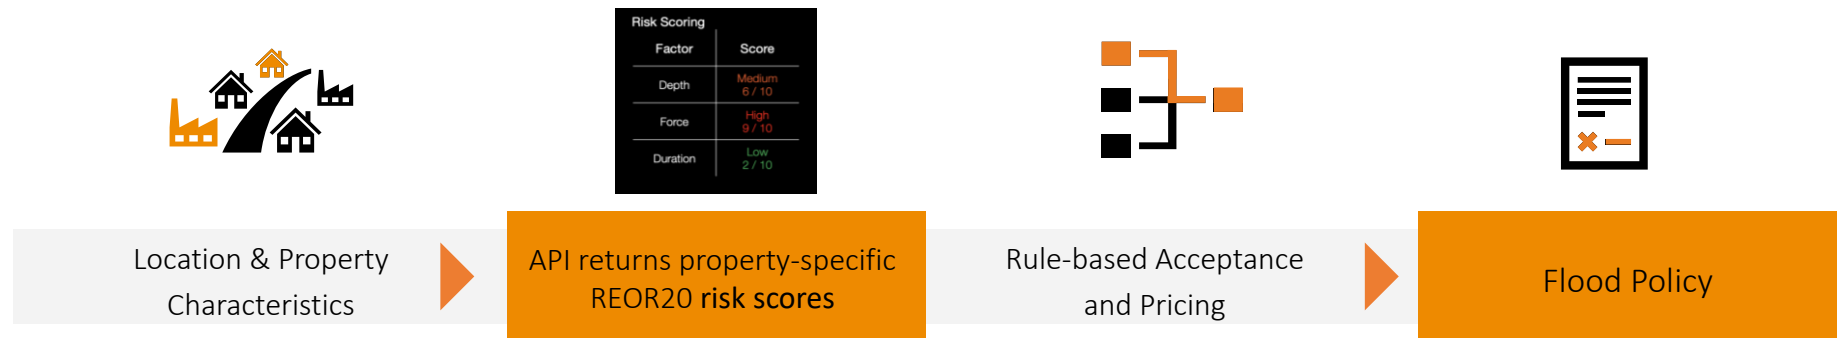 Risk Scoring
Factor Score
Depth Medium 6 / 10
Force High 9 / 10
Duration Low 2 / 10
Location & Property
Characteristics
API returns property-specific
REOR20 risk scores
Rule-based Acceptance
and Pricing
Flood Policy